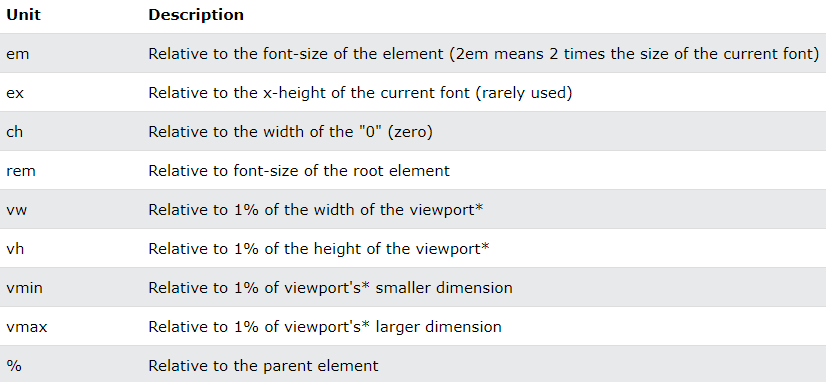 Unit Description
em Relative to the font-size of the element (2em means 2 times the size of the current font)
ex Relative to the x-height of the current font (rarely used)
ch Relative to the width of the "0" (zero)
rem Relative to font-size of the root element
vw Relative to 1% of the width of the viewport*
vh Relative to 1% of the height of the viewport*
vmin Relative to 1% of viewport's* smaller dimension
vmax Relative to 1% of viewport's* larger dimension
% Relative to the parent element